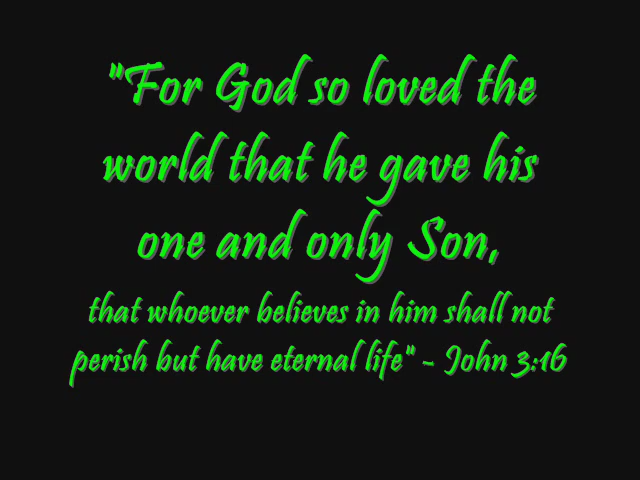 "For God so loved the
world that he gave his
one and only Son,
that whoever believes in him shall not
perish but have eternal life" - John 3:16